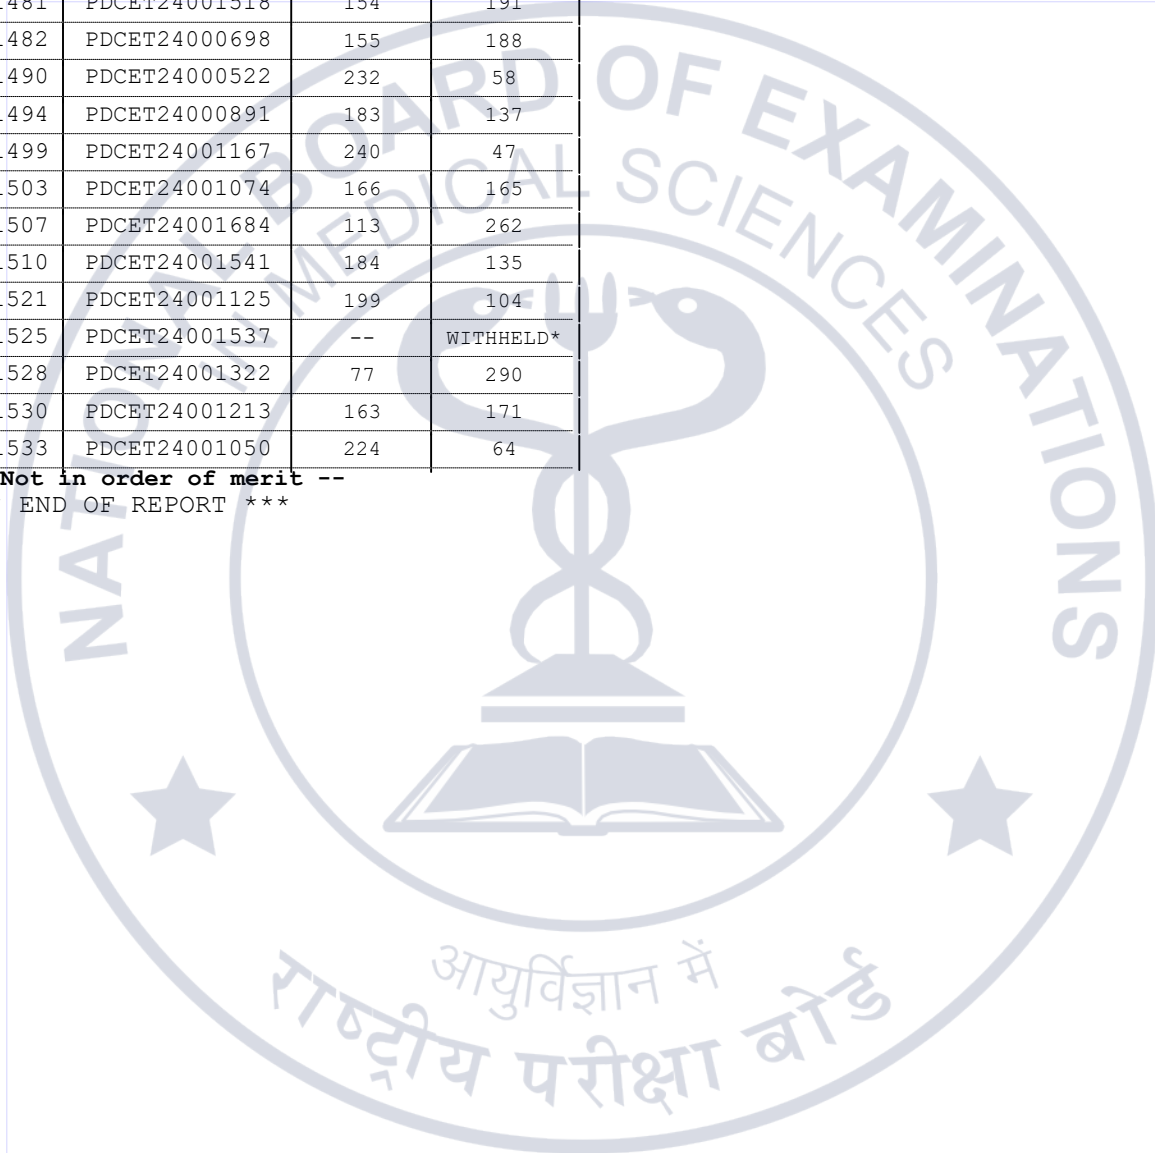 1481 PDCET24001518 154 191
1482 PDCET24000698 155 188
1490 PDCET24000522 232 58
1494 PDCET24000891 183 137
1499 PDCET24001167 240 47
1503 PDCET24001074 166 165
1507 PDCET24001684 113 262
1510 PDCET24001541 184 135
1521 PDCET24001125 199 104
1525 PDCET24001537 -- WITHHELD*
1528 PDCET24001322 77 290
1530 PDCET24001213 163 171
1533 PDCET24001050 224 64
Not in order of merit --
END OF REPORT ***
NATIONAL BOARD OF EXAMINATIONS
IN MEDICAL SCIENCES
आयुर्विज्ञान में
राष्ट्रीय परीक्षा बोर्ड